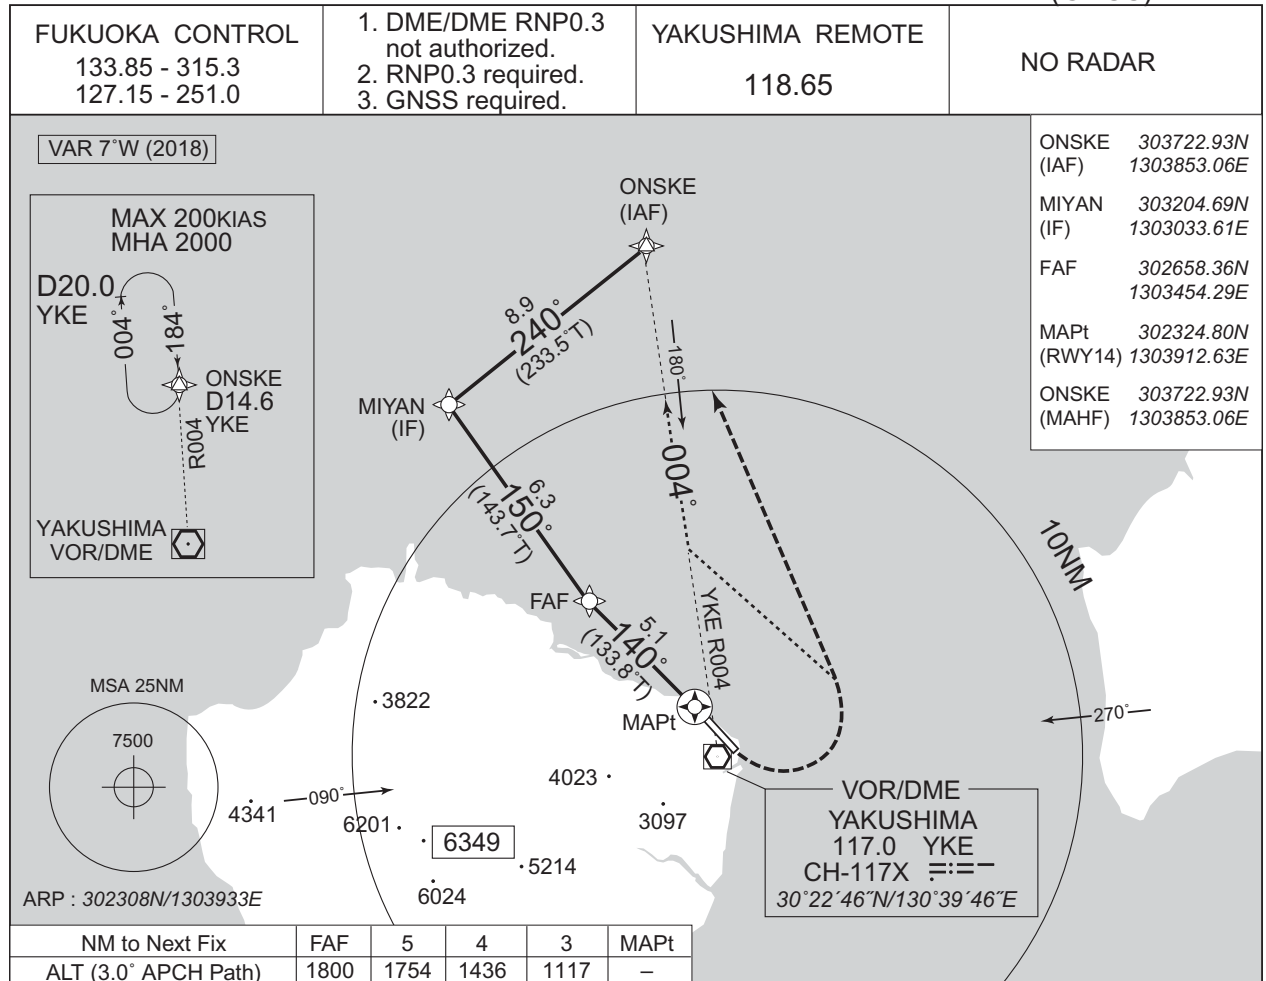 FUKUOKA CONTROL
133.85 - 315.3
127.15 - 251.0
1. DME/DME RNP0.3
not authorized.
2. RNP0.3 required.
3. GNSS required.
YAKUSHIMA REMOTE
118.65
NO RADAR
VAR 7˚W (2018)
MAX 200KIAS
MHA 2000
D20.0
YKE
004˚
184˚
ONSKE
D14.6
YKE
R004
YAKUSHIMA
VOR/DME
ONSKE
(IAF)
8.9
240˚
(233.5˚T)
MIYAN
(IF)
6.3
150˚
(143.7˚T)
FAF
5.1
140˚
(133.8˚T)
MAPt
180˚
004˚
YKE R004
10NM
270˚
090˚
ONSKE 303722.93N
(IAF) 1303853.06E
MIYAN 303204.69N
(IF) 1303033.61E
FAF 302658.36N
1303454.29E
MAPt 302324.80N
(RWY14) 1303912.63E
ONSKE 303722.93N
(MAHF) 1303853.06E
MSA 25NM
7500
3822
4341
6201
6349
6024
5214
4023
3097
VOR/DME
YAKUSHIMA
117.0 YKE
CH-117X
30˚22´46˝N/130˚39´46˝E
ARP : 302308N/1303933E
NM to Next Fix FAF 5 4 3 MAPt
ALT (3.0˚ APCH Path) 1800 1754 1436 1117 –